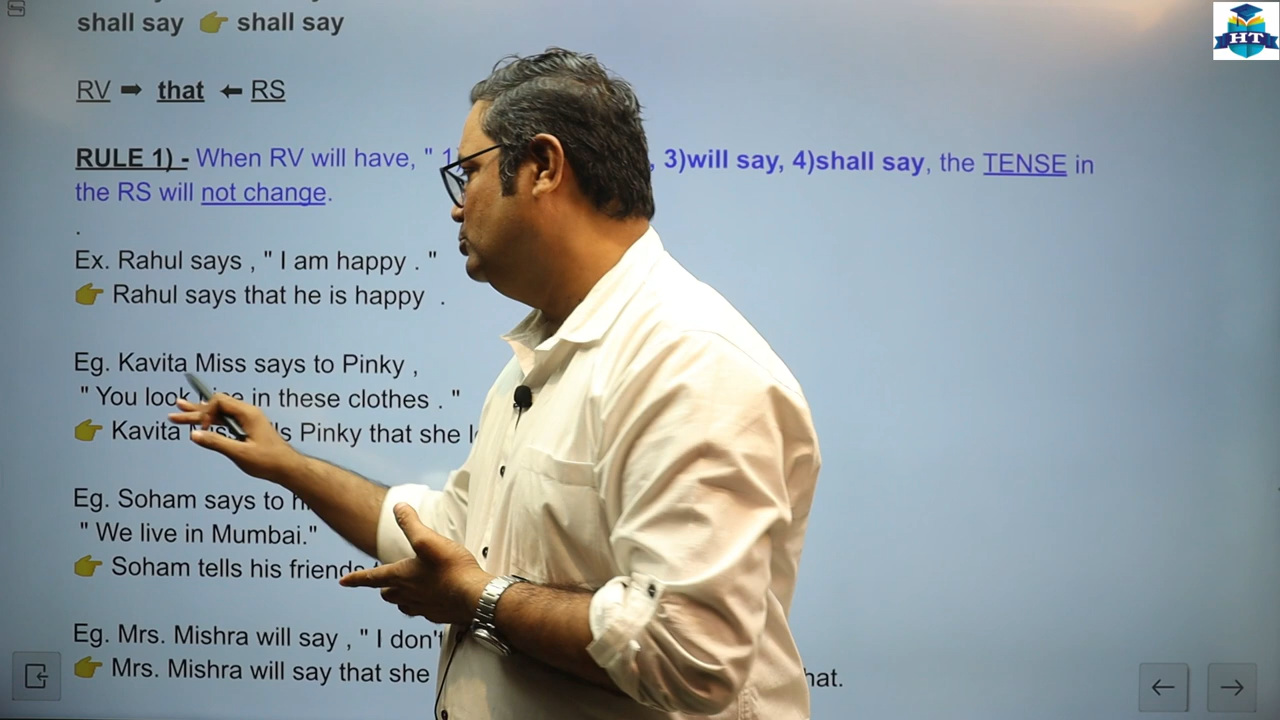 shall say 👉 shall say
RV ➡ that ⬅ RS
RULE 1) - When RV will have, " 1 , 3)will say, 4)shall say, the TENSE in
the RS will not change.
.
Ex. Rahul says , " I am happy . "
👉 Rahul says that he is happy .
Eg. Kavita Miss says to Pinky ,
" You look in these clothes . "
👉 Kavita Pinky that she
Eg. Soham says to
" We live in Mumbai."
👉 Soham tells his friends
Eg. Mrs. Mishra will say , " I don't
👉 Mrs. Mishra will say that she
HT